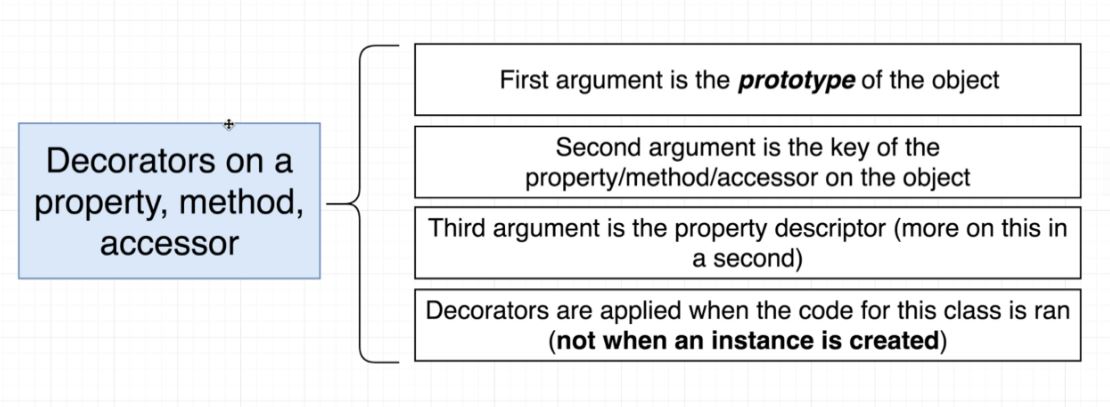 Decorators on a
property, method,
accessor
First argument is the prototype of the object
Second argument is the key of the
property/method/accessor on the object
Third argument is the property descriptor (more on this in
a second)
Decorators are applied when the code for this class is ran
(not when an instance is created)